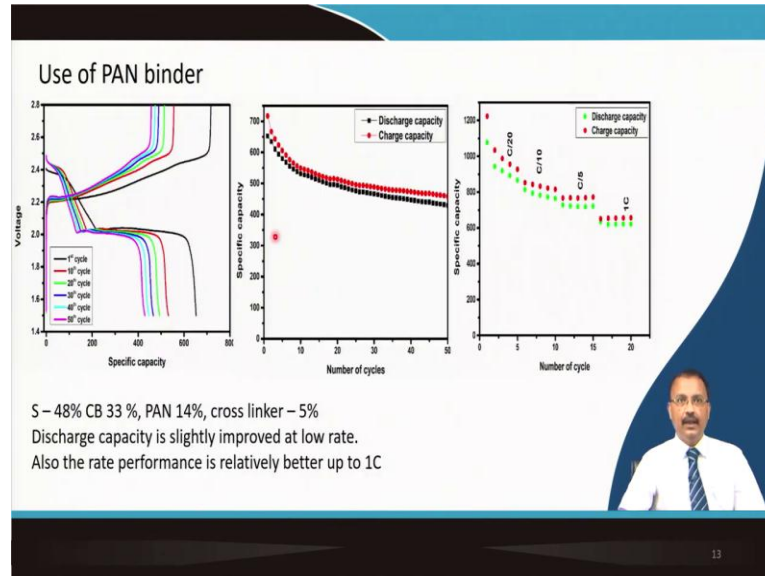 Use of PAN binder
2.8
2.6
2.4
2.2
2.0
1.8
1.6
1.4
Voltage
1st cycle
10th cycle
20th cycle
30th cycle
40th cycle
50th cycle
0 200 400 600 800
Specific capacity
Discharge capacity
Charge capacity
700
600
500
400
300
200
100
0
Specific capacity
0 10 20 30 40 50
Number of cycles
Discharge capacity
Charge capacity
1200
1000
800
600
400
200
0
Specific capacity
C/20
C/10
C/5
1C
0 5 10 15 20
Number of cycle
S – 48% CB 33 %, PAN 14%, cross linker – 5%
Discharge capacity is slightly improved at low rate.
Also the rate performance is relatively better up to 1C
13